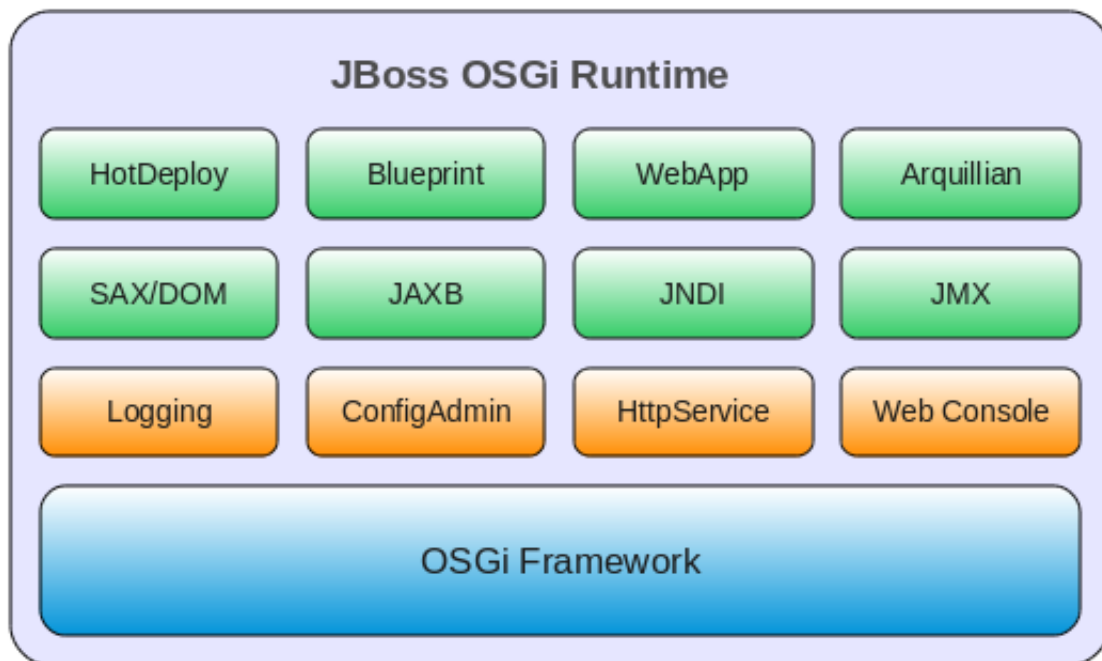 JBoss OSGi Runtime
HotDeploy Blueprint WebApp Arquillian
SAX/DOM JAXB JNDI JMX
Logging ConfigAdmin HttpService Web Console
OSGi Framework